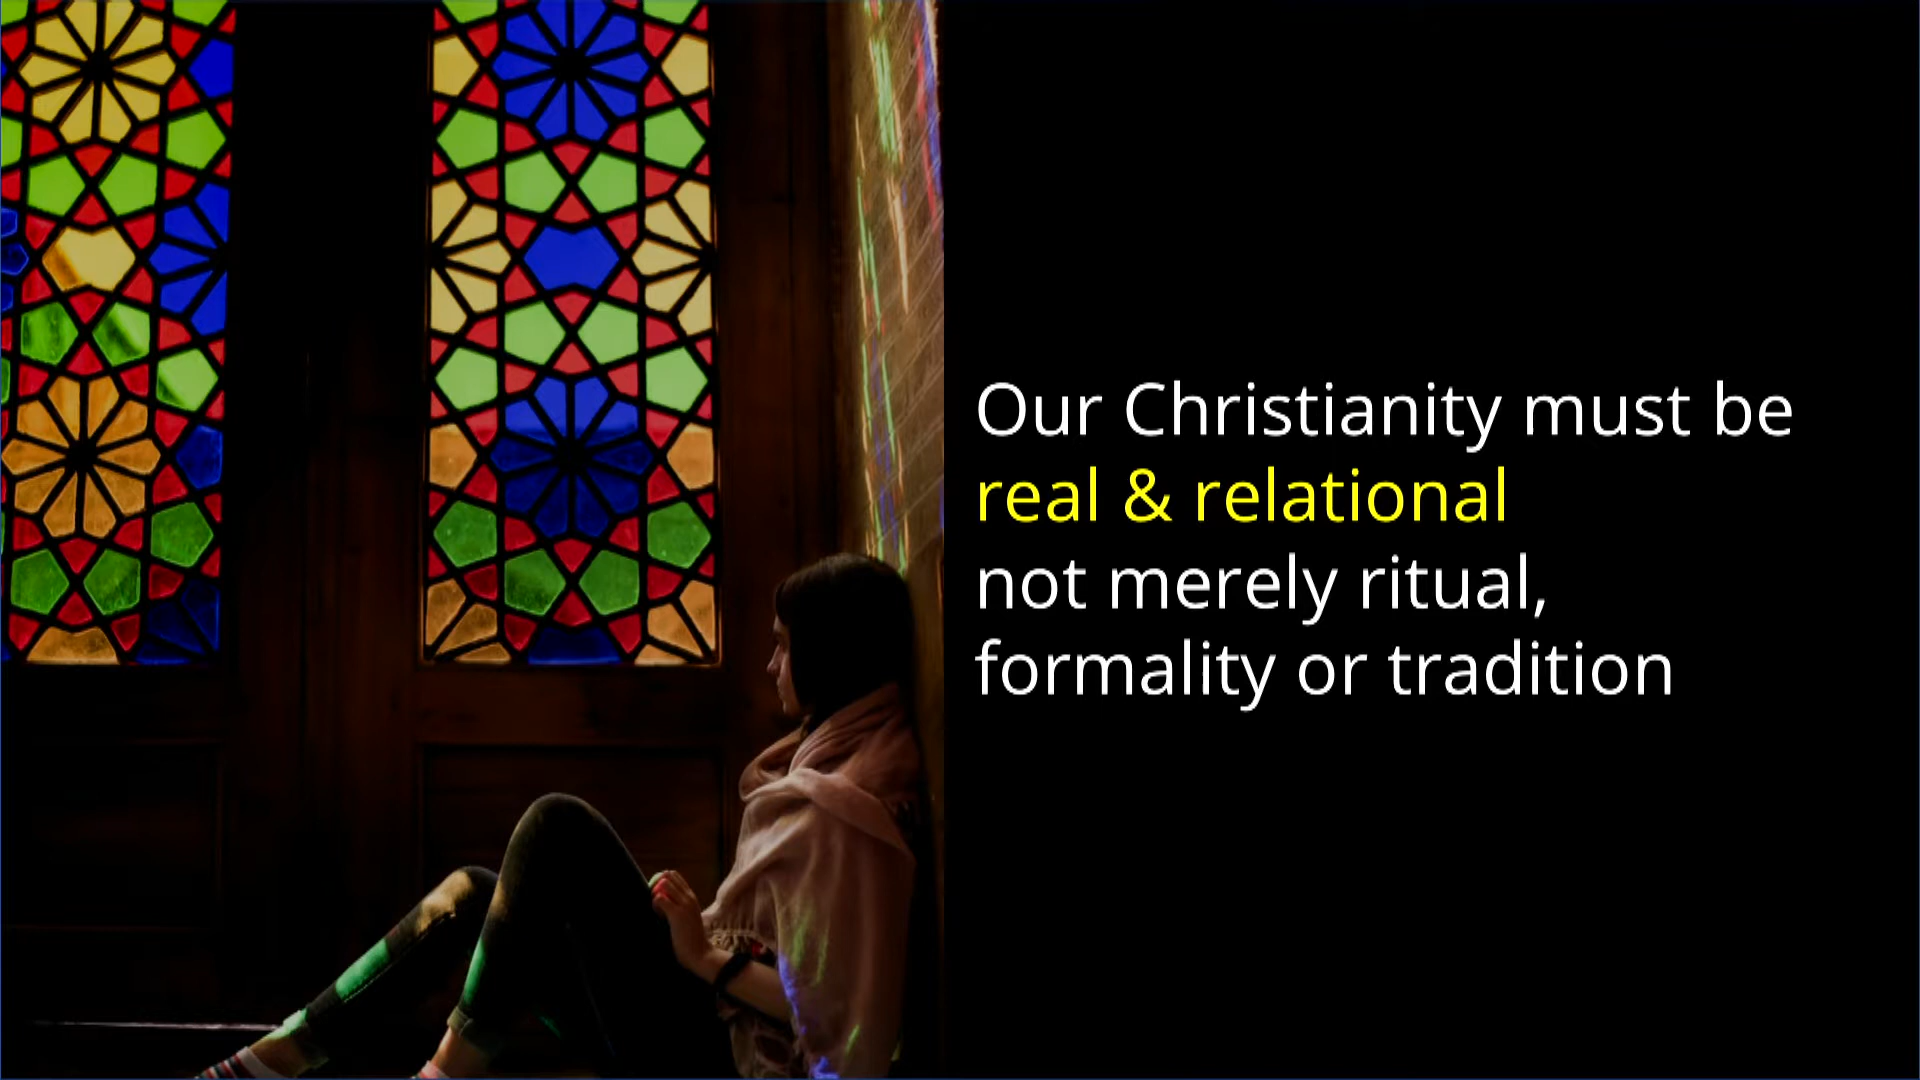 Our Christianity must be
real & relational
not merely ritual,
formality or tradition